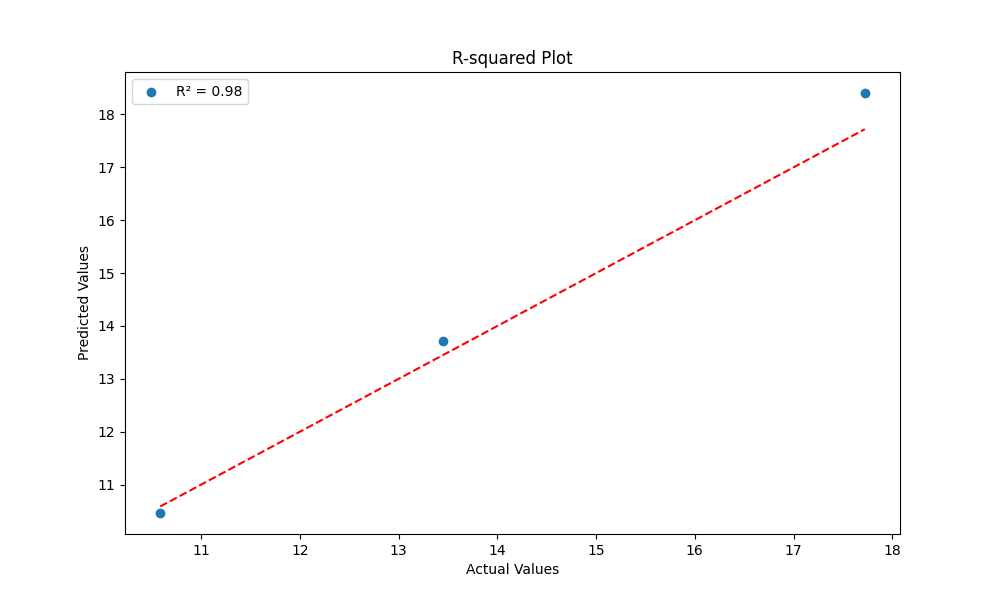 R-squared Plot
R² = 0.98
18
17
16
15
14
13
12
11
Predicted Values
11 12 13 14 15 16 17 18
Actual Values